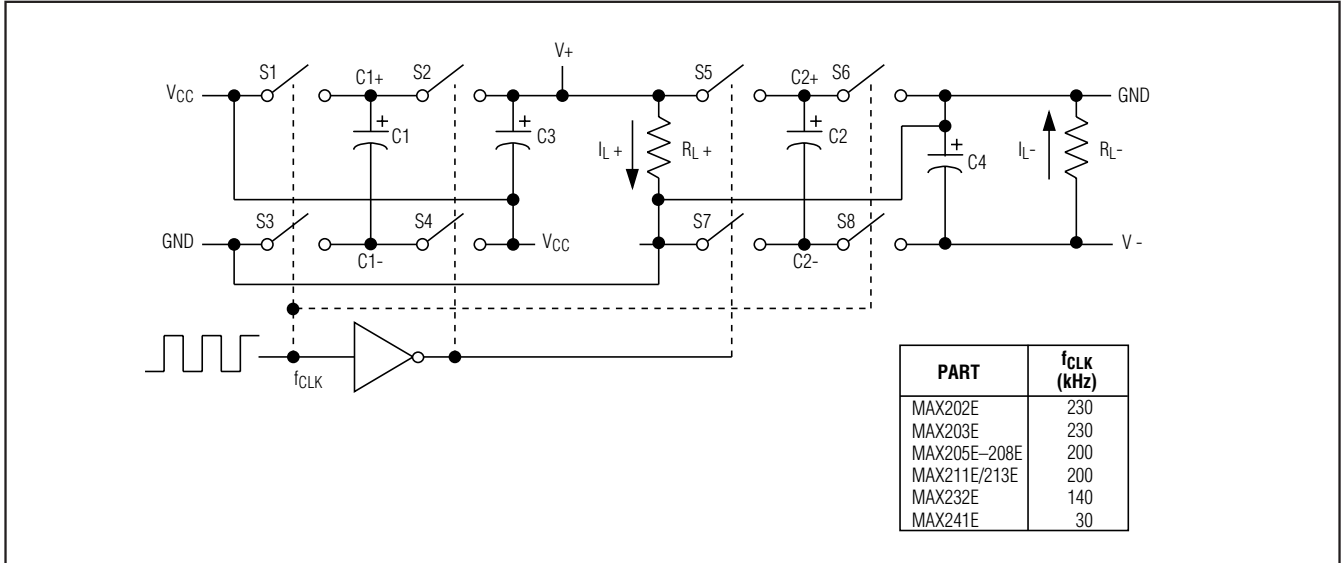 V+
S1 C1+ S2 S5 C2+ S6
VCC GND
+ C1 + C3 IL + RL + + C2 + C4 IL- RL-
S3 S4 S7 S8
GND VCC V -
C1- C2-
fCLK
PART fCLK (kHz)
MAX202E 230
MAX203E 230
MAX205E–208E 200
MAX211E/213E 200
MAX232E 140
MAX241E 30